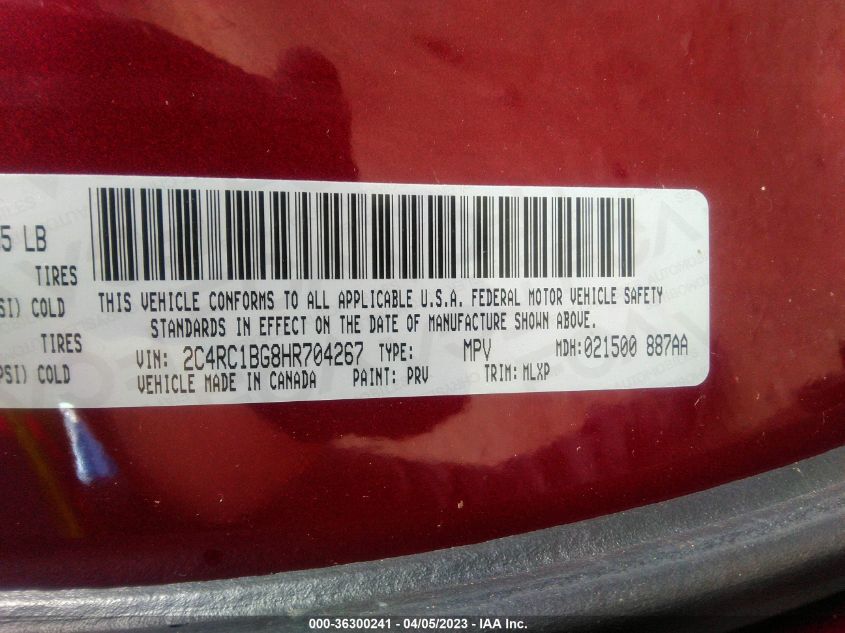 5 LB
TIRES
SI) COLD
TIRES
PSI) COLD
THIS VEHICLE CONFORMS TO ALL APPLICABLE U.S.A. FEDERAL MOTOR VEHICLE SAFETY
STANDARDS IN EFFECT ON THE DATE OF MANUFACTURE SHOWN ABOVE.
VIN: 2C4RC1BG8HR704267 TYPE: MPV MDH:021500 887AA
VEHICLE MADE IN CANADA PAINT: PRV TRIM: MLXP
000-36300241 - 04/05/2023 - IAA Inc.